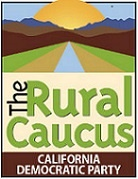 The Rural
Caucus
CALIFORNIA
DEMOCRATIC PARTY